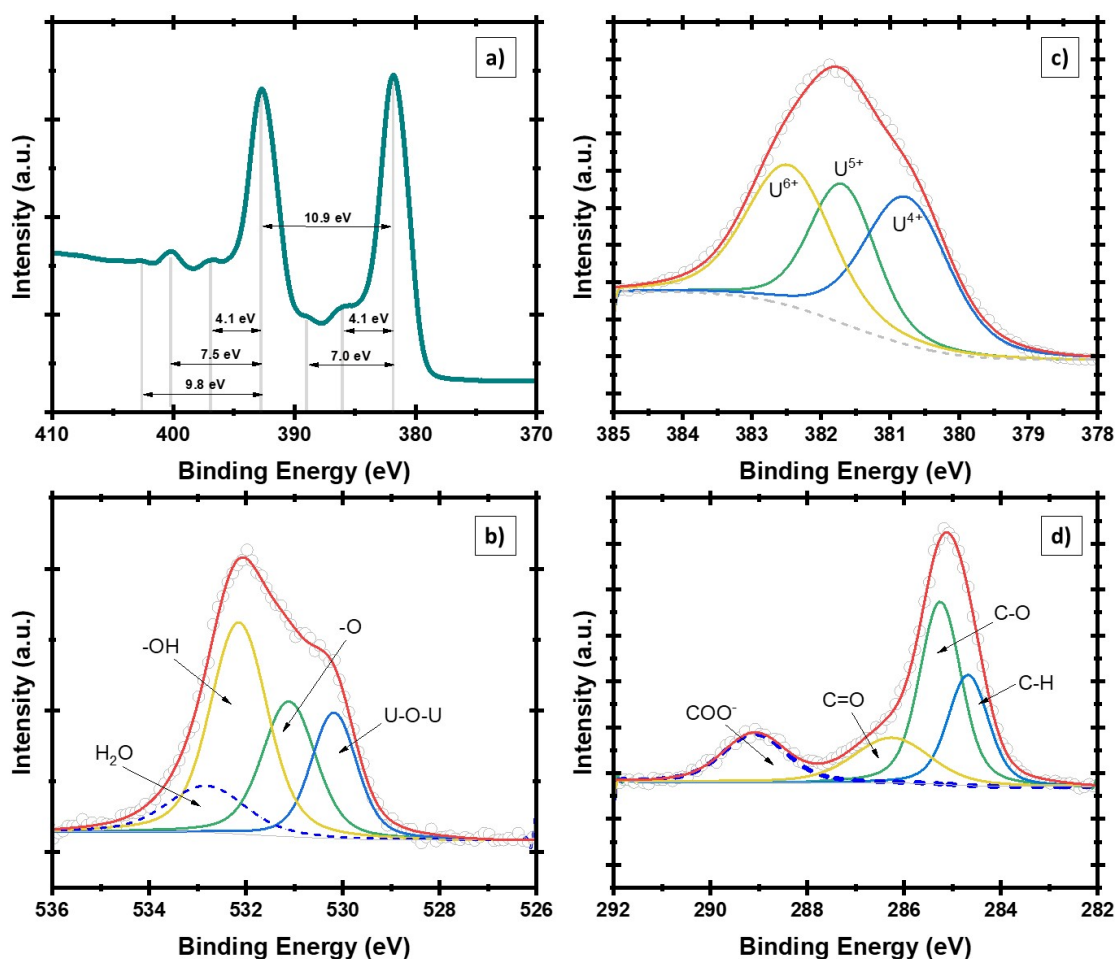 a)
Intensity (a.u.)
10.9 eV
4.1 eV
4.1 eV
7.5 eV
7.0 eV
9.8 eV
410 400 390 380 370
Binding Energy (eV)
c)
Intensity (a.u.)
U⁶⁺
U⁵⁺
U⁴⁺
385 384 383 382 381 380 379 378
Binding Energy (eV)
b)
Intensity (a.u.)
-OH
-O
H₂O
U-O-U
536 534 532 530 528 526
Binding Energy (eV)
d)
Intensity (a.u.)
C-O
C-H
C=O
COO⁻
292 290 288 286 284 282
Binding Energy (eV)